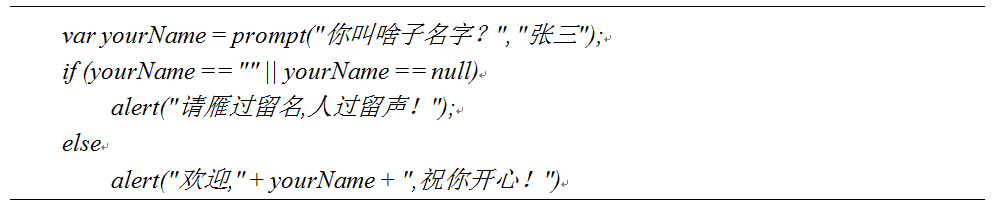 var yourName = prompt("你叫啥子名字？", "张三");
if (yourName == "" || yourName == null)
alert("请雁过留名,人过留声！");
else
alert("欢迎," + yourName + ",祝你开心！")